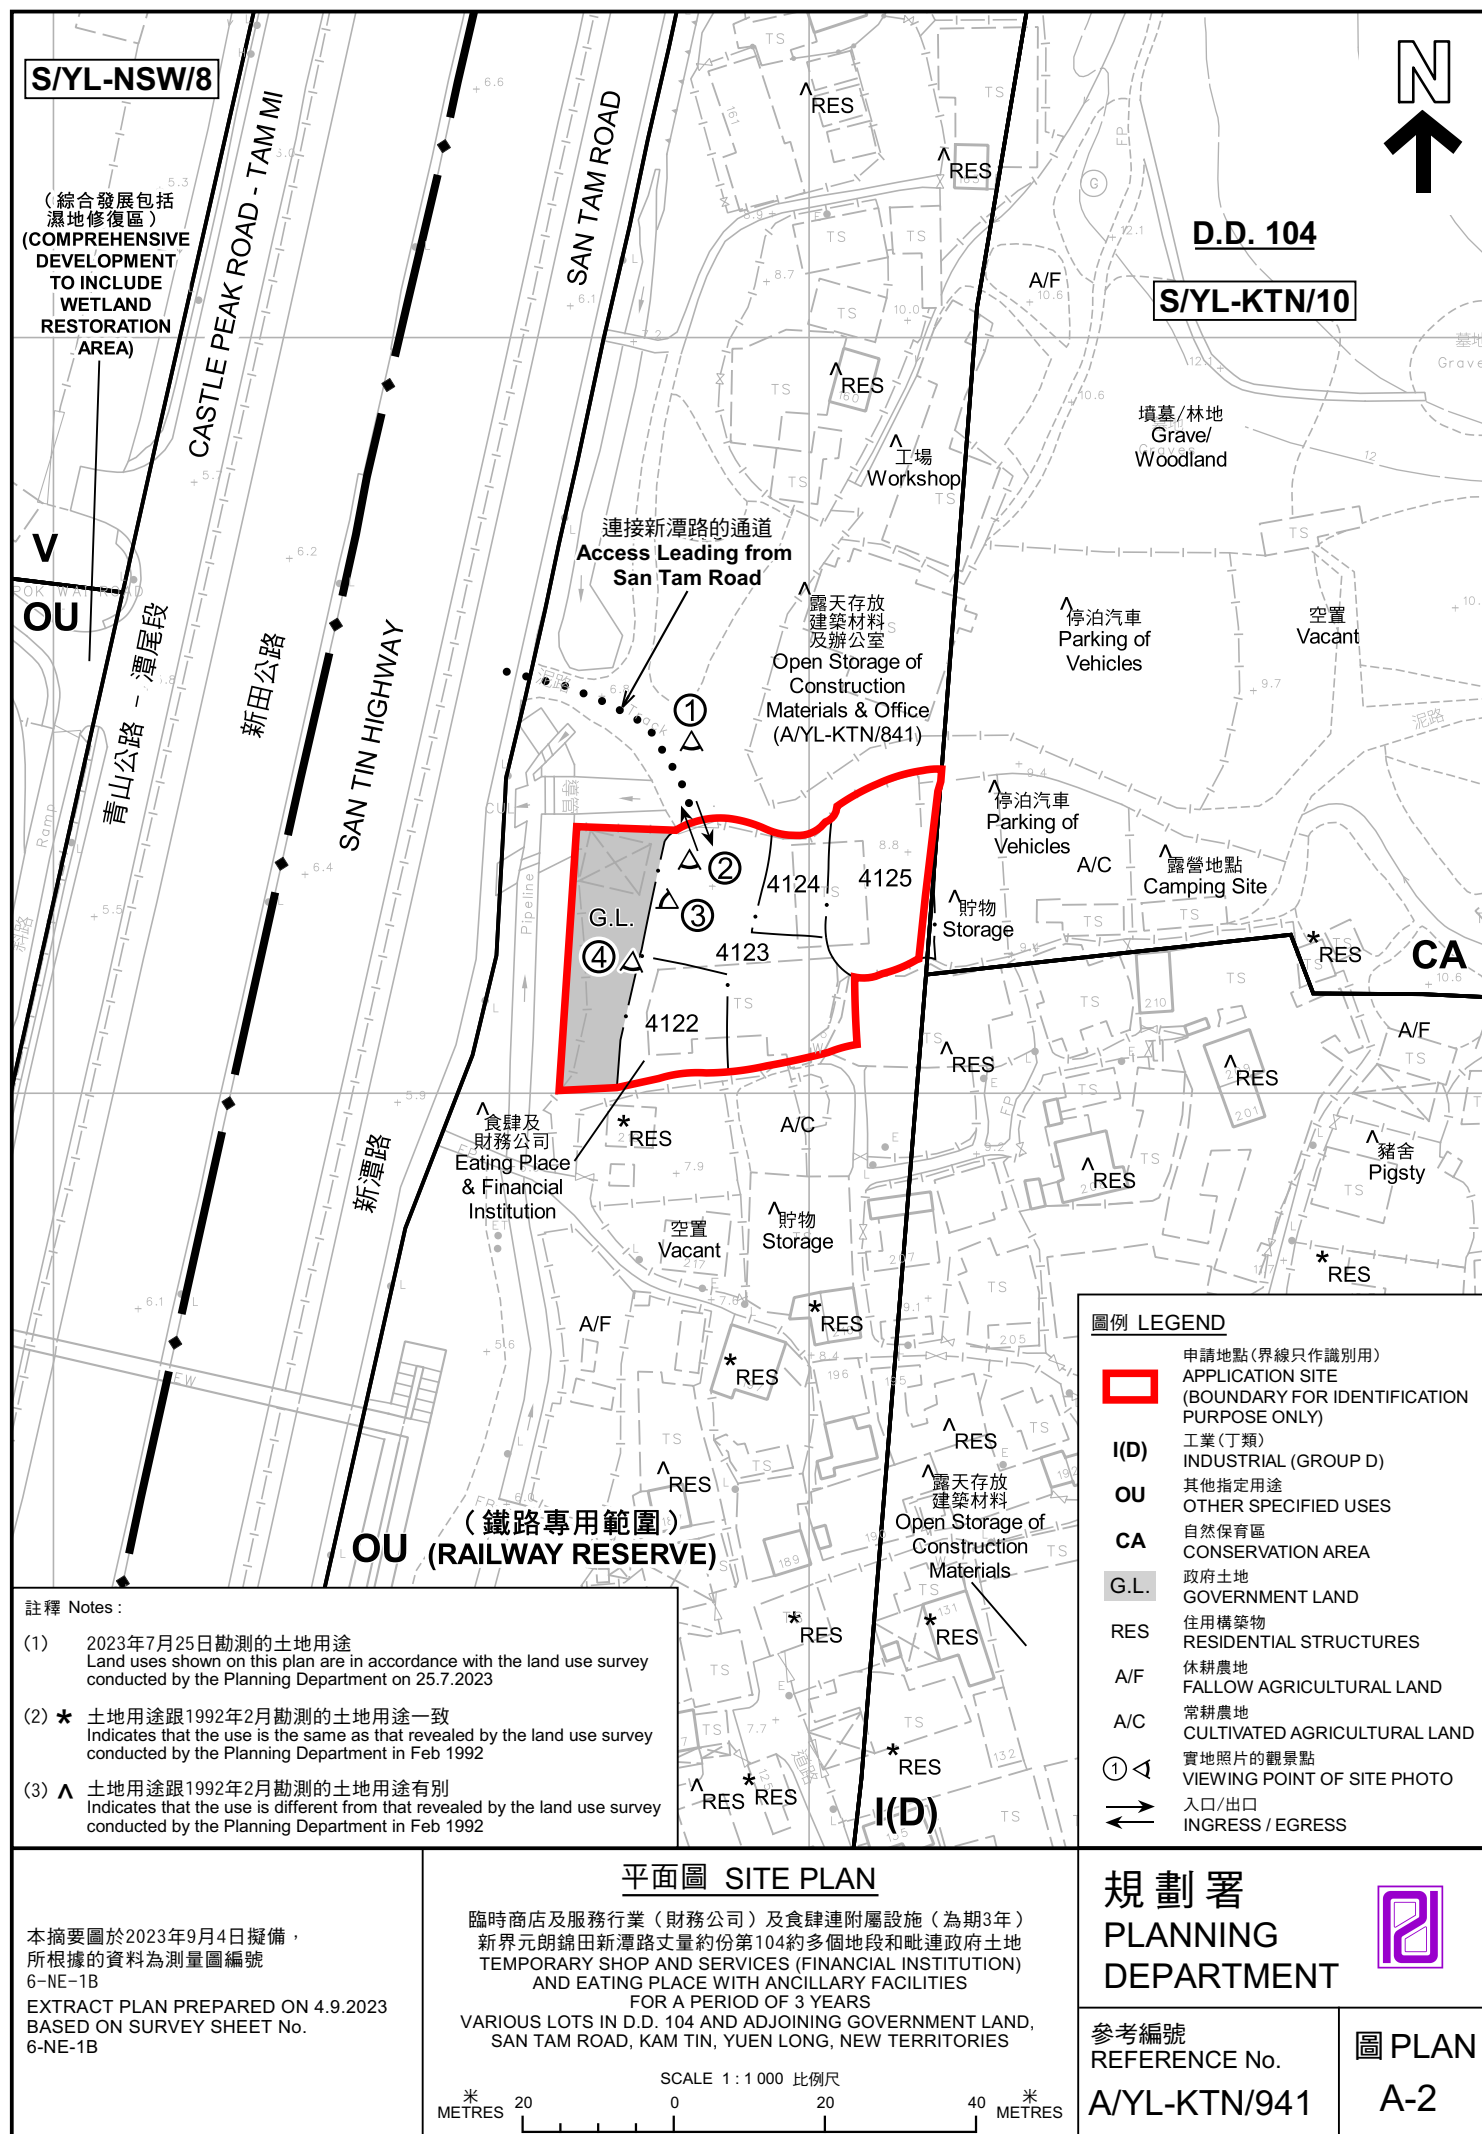 S/YL-NSW/8
（綜合發展包括
濕地修復區）
(COMPREHENSIVE
DEVELOPMENT
TO INCLUDE
WETLAND
RESTORATION
AREA)
CASTLE PEAK ROAD - TAM MI
SAN TAM ROAD
N
D.D. 104
S/YL-KTN/10
RES
RES
A/F
RES
工場
Workshop
墳墓/林地
Grave/
Woodland
V
OU
POK WAI ROAD
青山公路 - 潭尾段
新田公路
SAN TIN HIGHWAY
連接新潭路的通道
Access Leading from
San Tam Road
露天存放
建築材料
及辦公室
Open Storage of
Construction
Materials & Office
(A/YL-KTN/841)
停泊汽車
Parking of
Vehicles
空置
Vacant
泥路
Track
泥路
1
停泊汽車
Parking of
Vehicles
A/C
露營地點
Camping Site
貯物
Storage
RES
CA
Ramp
斜路
Pipeline
G.L.
2
3
4
4122
4123
4124
4125
A/F
RES
RES
RES
豬舍
Pigsty
RES
新潭路
食肆及
財務公司
Eating Place
& Financial
Institution
RES
A/C
空置
Vacant
貯物
Storage
A/F
RES
RES
RES
RES
OU
（鐵路專用範圍）
(RAILWAY RESERVE)
露天存放
建築材料
Open Storage of
Construction
Materials
RES
RES
RES
RES
RES
I(D)
圖例 LEGEND
申請地點(界線只作識別用)
APPLICATION SITE
(BOUNDARY FOR IDENTIFICATION
PURPOSE ONLY)
I(D)
工業(丁類)
INDUSTRIAL (GROUP D)
OU
其他指定用途
OTHER SPECIFIED USES
CA
自然保育區
CONSERVATION AREA
G.L.
政府土地
GOVERNMENT LAND
RES
住用構築物
RESIDENTIAL STRUCTURES
A/F
休耕農地
FALLOW AGRICULTURAL LAND
A/C
常耕農地
CULTIVATED AGRICULTURAL LAND
1
實地照片的觀景點
VIEWING POINT OF SITE PHOTO
入口/出口
INGRESS / EGRESS
註釋 Notes :
(1) 2023年7月25日勘測的土地用途
Land uses shown on this plan are in accordance with the land use survey
conducted by the Planning Department on 25.7.2023
(2) * 土地用途跟1992年2月勘測的土地用途一致
Indicates that the use is the same as that revealed by the land use survey
conducted by the Planning Department in Feb 1992
(3) ^ 土地用途跟1992年2月勘測的土地用途有別
Indicates that the use is different from that revealed by the land use survey
conducted by the Planning Department in Feb 1992
本摘要圖於2023年9月4日擬備，
所根據的資料為測量圖編號
6-NE-1B
EXTRACT PLAN PREPARED ON 4.9.2023
BASED ON SURVEY SHEET No.
6-NE-1B
平面圖 SITE PLAN
臨時商店及服務行業（財務公司）及食肆連附屬設施（為期3年）
新界元朗錦田新潭路丈量約份第104約多個地段和毗連政府土地
TEMPORARY SHOP AND SERVICES (FINANCIAL INSTITUTION)
AND EATING PLACE WITH ANCILLARY FACILITIES
FOR A PERIOD OF 3 YEARS
VARIOUS LOTS IN D.D. 104 AND ADJOINING GOVERNMENT LAND,
SAN TAM ROAD, KAM TIN, YUEN LONG, NEW TERRITORIES
SCALE 1 : 1 000 比例尺
米 METRES 20 0 20 40 米 METRES
規劃署
PLANNING
DEPARTMENT
參考編號
REFERENCE No.
A/YL-KTN/941
圖 PLAN
A-2